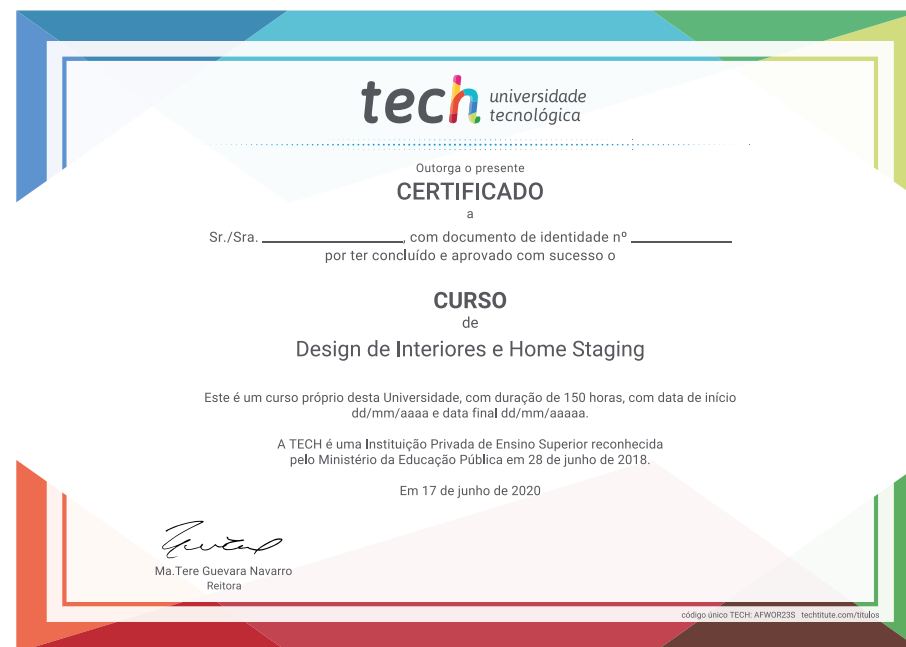 tech universidade
tecnológica
Outorga o presente
CERTIFICADO
a
Sr./Sra. ____________, com documento de identidade nº _________
por ter concluído e aprovado com sucesso o
CURSO
de
Design de Interiores e Home Staging
Este é um curso próprio desta Universidade, com duração de 150 horas, com data de início
dd/mm/aaaa e data final dd/mm/aaaaa.
A TECH é uma Instituição Privada de Ensino Superior reconhecida
pelo Ministério da Educação Pública em 28 de junho de 2018.
Em 17 de junho de 2020
Ma.Tere Guevara Navarro
Reitora
código único TECH: AFWOR23S techtitute.com/títulos